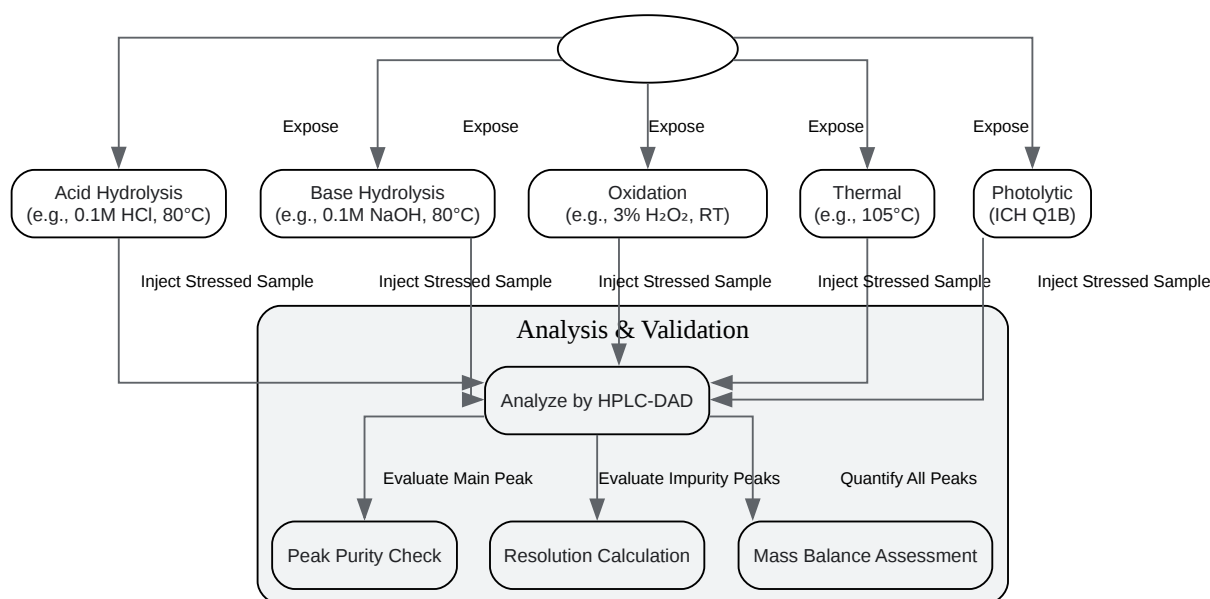 Expose
Expose
Expose
Expose
Expose
Acid Hydrolysis
(e.g., 0.1M HCl, 80°C)
Base Hydrolysis
(e.g., 0.1M NaOH, 80°C)
Oxidation
(e.g., 3% H₂O₂, RT)
Thermal
(e.g., 105°C)
Photolytic
(ICH Q1B)
Inject Stressed Sample
Inject Stressed Sample
Inject Stressed Sample
Inject Stressed Sample
Inject Stressed Sample
Analysis & Validation
Analyze by HPLC-DAD
Evaluate Main Peak
Evaluate Impurity Peaks
Quantify All Peaks
Peak Purity Check
Resolution Calculation
Mass Balance Assessment